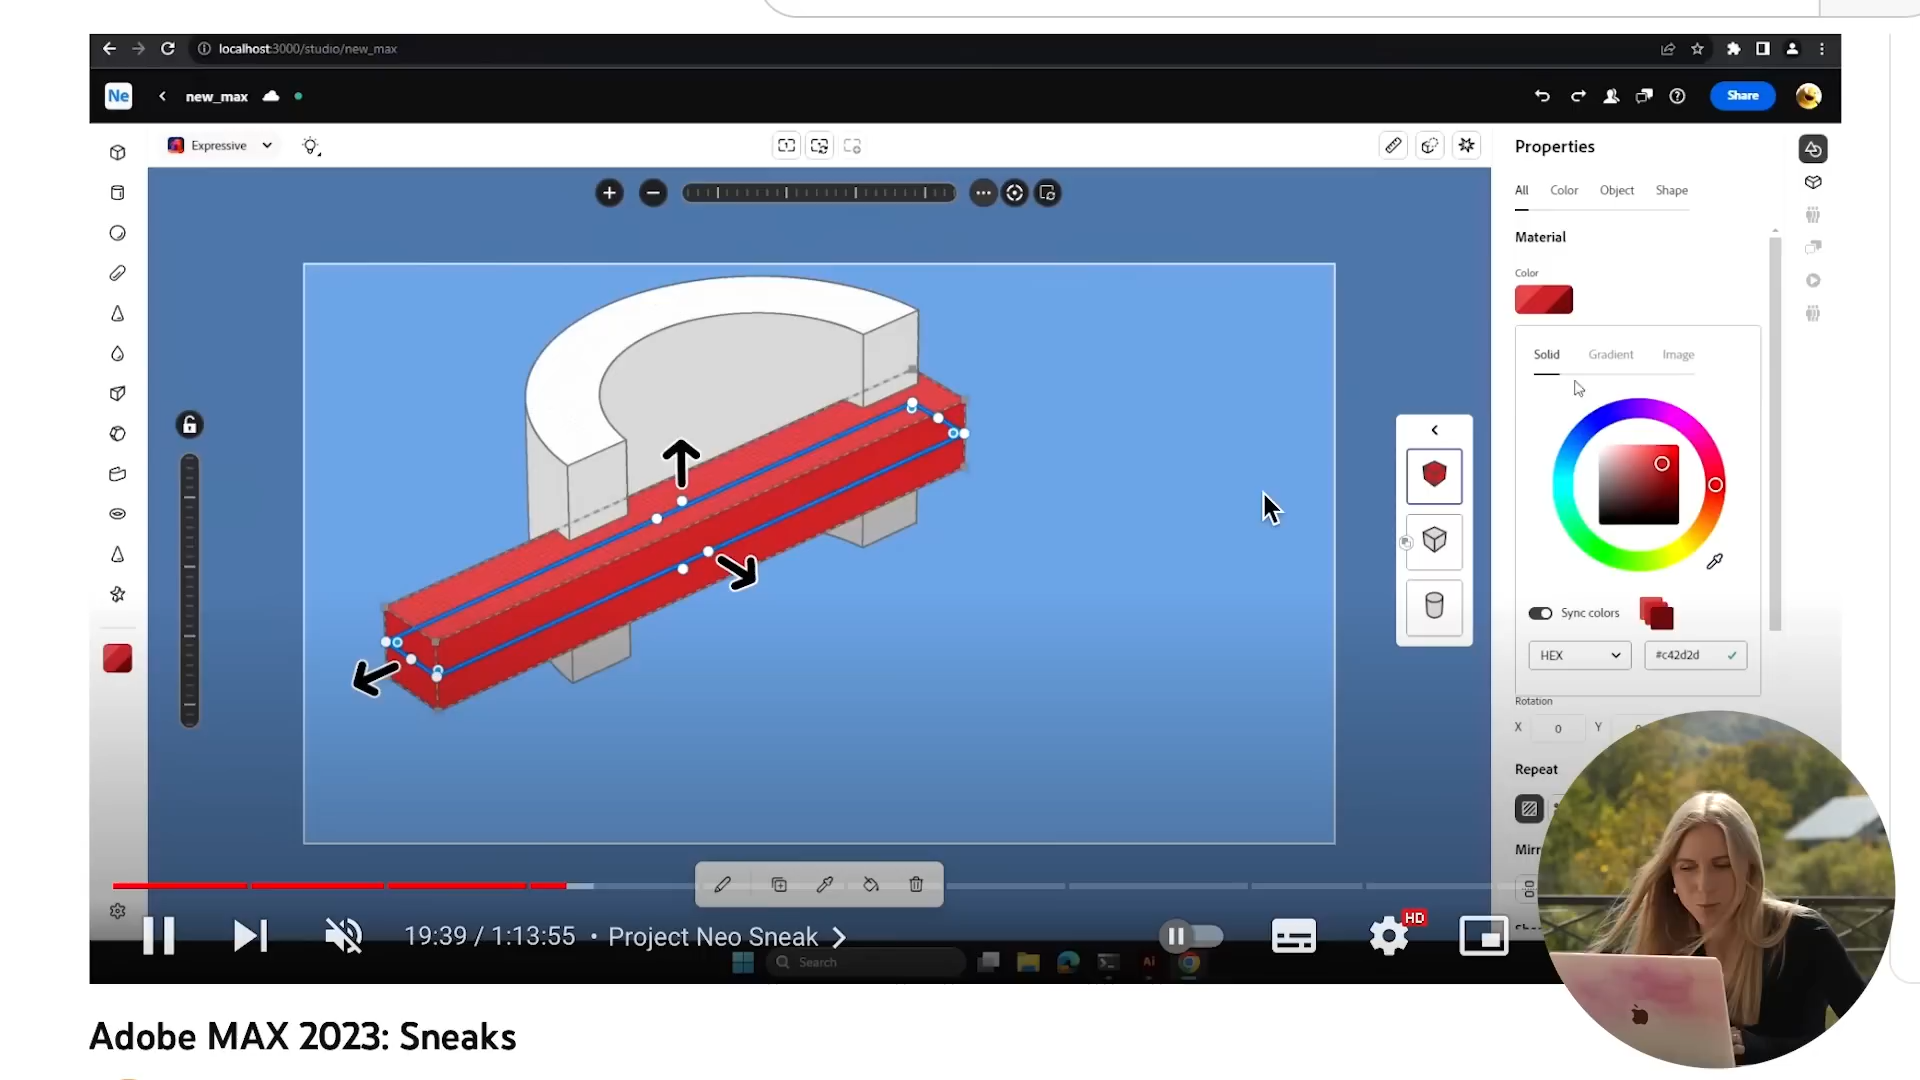 localhost:3000/studio/new_max
Ne
new_max
Share
Expressive
Properties
All
Color
Object
Shape
Material
Color
Solid
Gradient
Image
Sync colors
HEX
#c42d2d
Rotation
X
0
Y
Repeat
Mirr
HD
19:39 / 1:13:55 • Project Neo Sneak
Search
Ai
Adobe MAX 2023: Sneaks